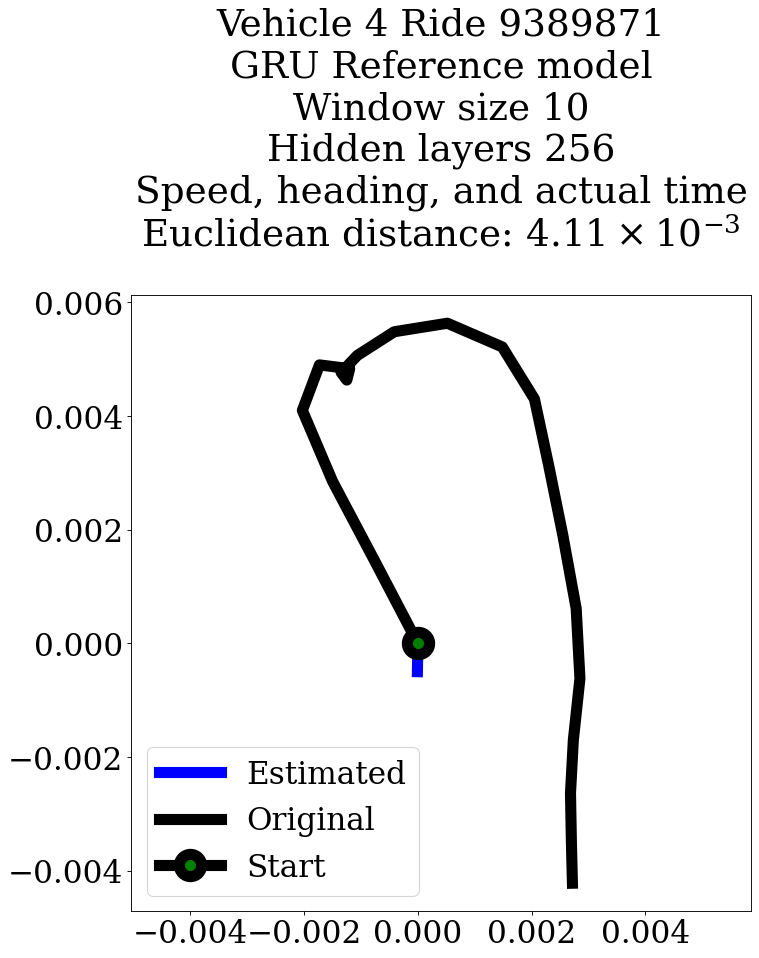 Vehicle 4 Ride 9389871
GRU Reference model
Window size 10
Hidden layers 256
Speed, heading, and actual time
Euclidean distance: 4.11 × 10⁻³
0.006
0.004
0.002
0.000
−0.002
−0.004
Estimated
Original
Start
−0.004 −0.002 0.000 0.002 0.004